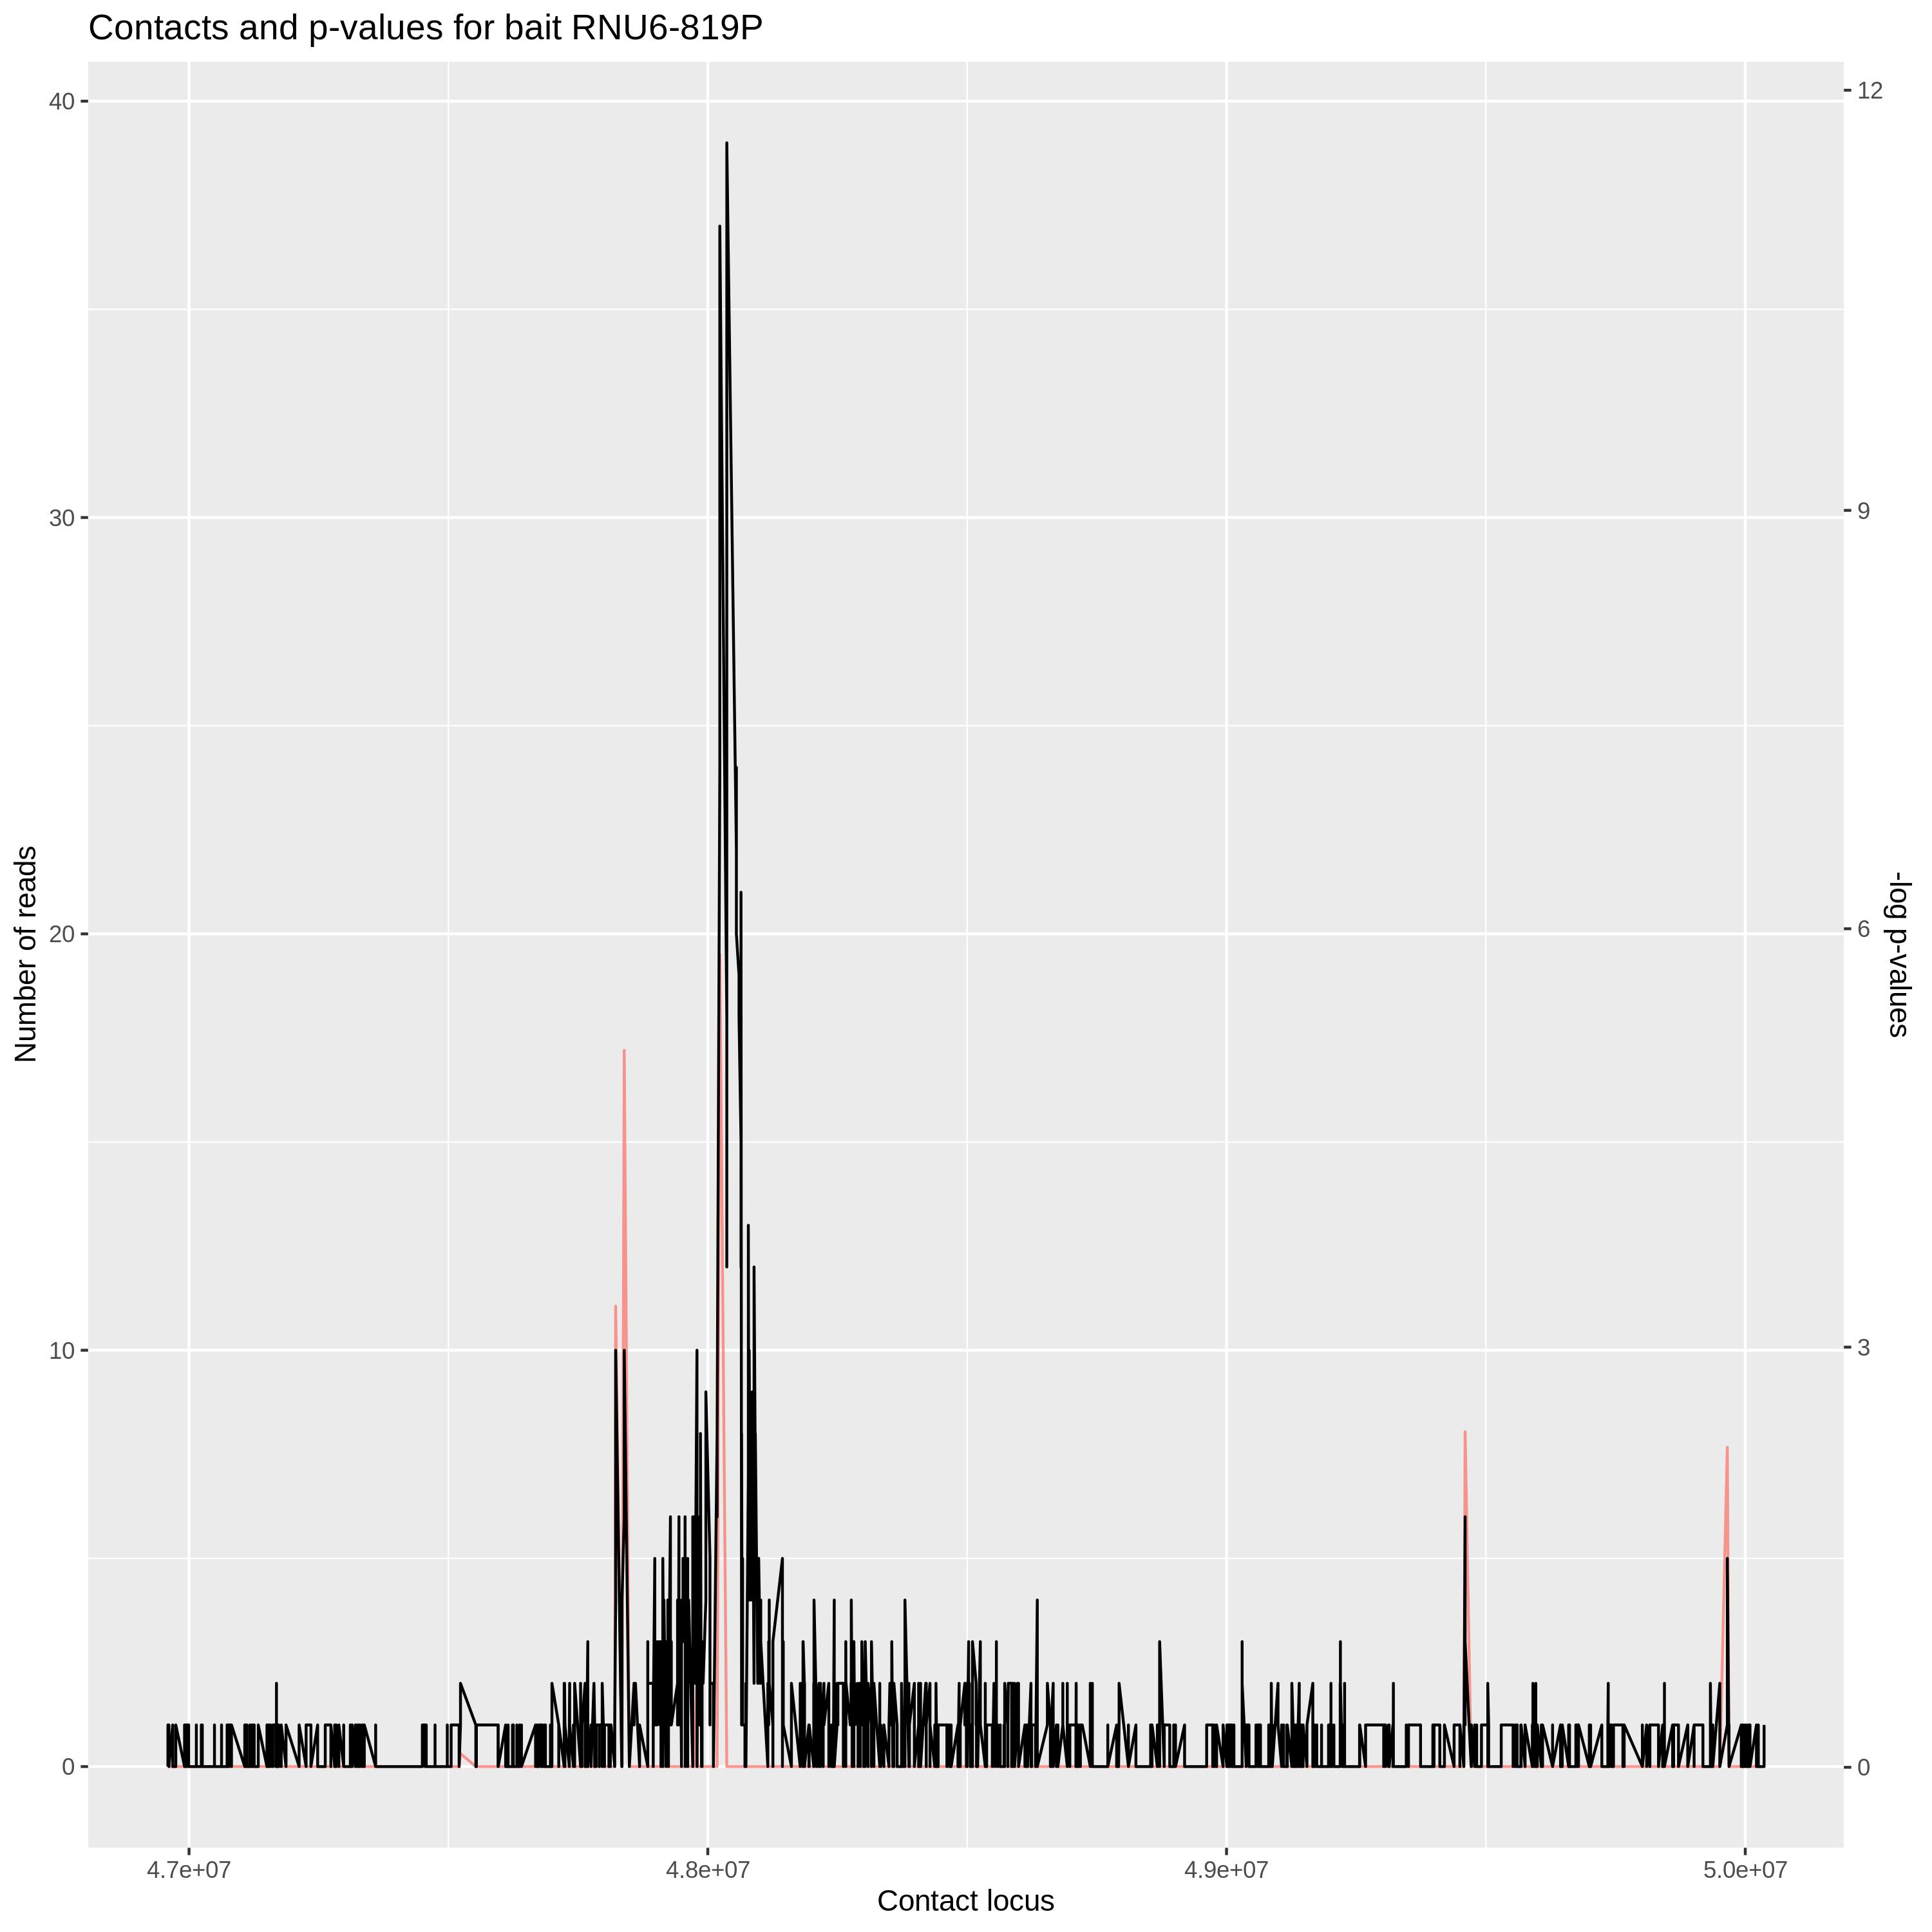 Contacts and p-values for bait RNU6-819P
40
30
20
10
0
12
9
6
3
0
Number of reads
-log p-values
4.7e+07
4.8e+07
4.9e+07
5.0e+07
Contact locus